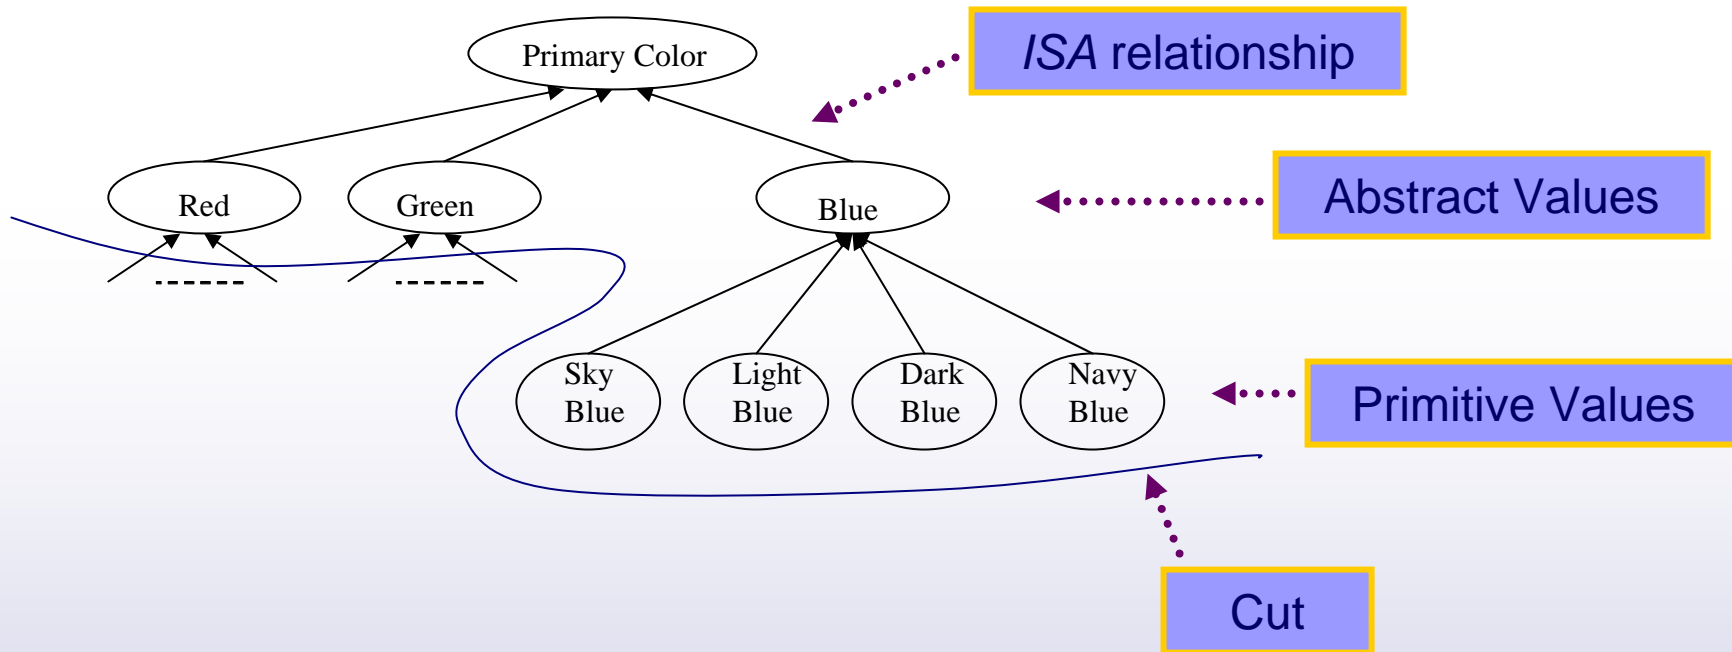 Primary Color
ISA relationship
Red
Green
Blue
Abstract Values
Sky
Blue
Light
Blue
Dark
Blue
Navy
Blue
Primitive Values
Cut